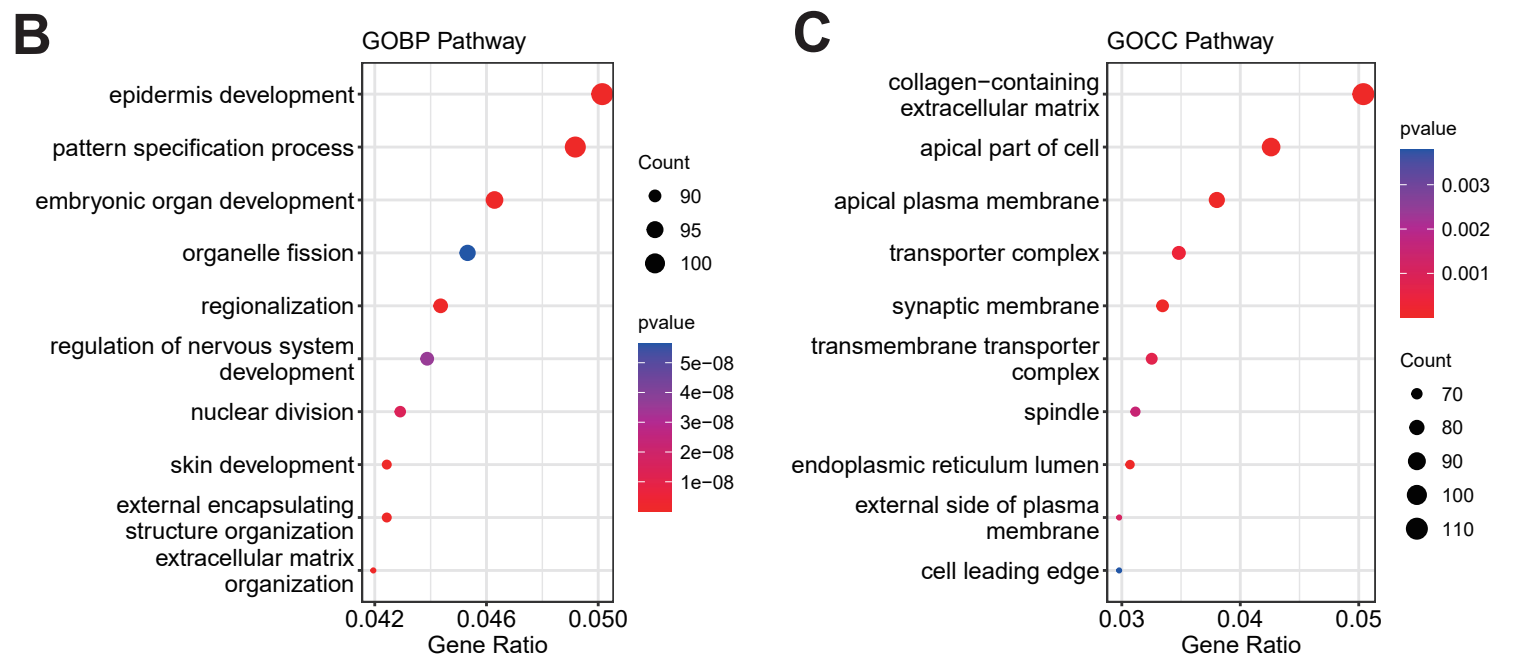 B
GOBP Pathway
epidermis development
pattern specification process
embryonic organ development
organelle fission
regionalization
regulation of nervous system
development
nuclear division
skin development
external encapsulating
structure organization
extracellular matrix
organization
0.042 0.046 0.050
Gene Ratio
Count
90
95
100
pvalue
5e−08
4e−08
3e−08
2e−08
1e−08
C
GOCC Pathway
collagen−containing
extracellular matrix
apical part of cell
apical plasma membrane
transporter complex
synaptic membrane
transmembrane transporter
complex
spindle
endoplasmic reticulum lumen
external side of plasma
membrane
cell leading edge
0.03 0.04 0.05
Gene Ratio
pvalue
0.003
0.002
0.001
Count
70
80
90
100
110